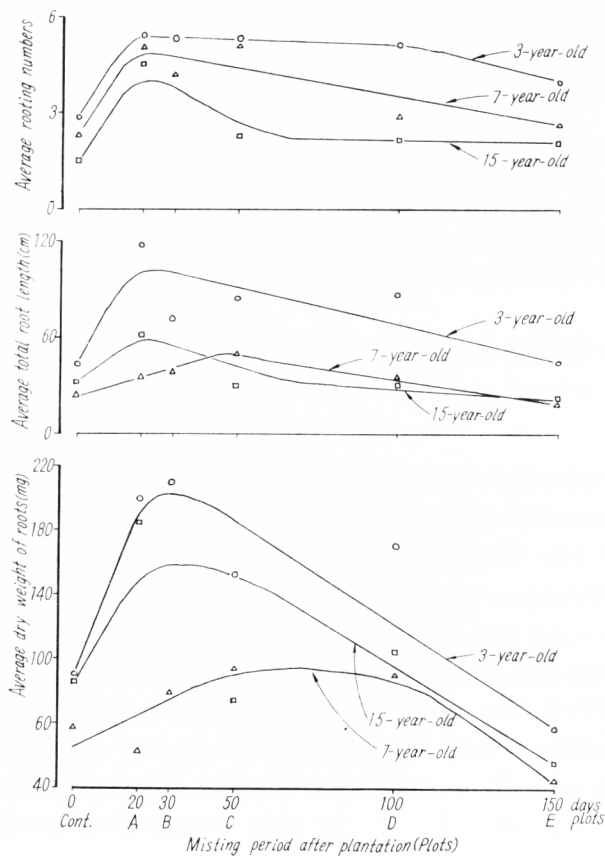 6
3
0
Average rooting numbers
3-year-old
7-year-old
15-year-old
120
60
0
Average total root length(cm)
3-year-old
7-year-old
15-year-old
220
180
140
100
60
40
Average dry weight of roots(mg)
3-year-old
15-year-old
7-year-old
0 20 30 50 100 150 days
Cont. A B C D E plots
Misting period after plantation(Plots)